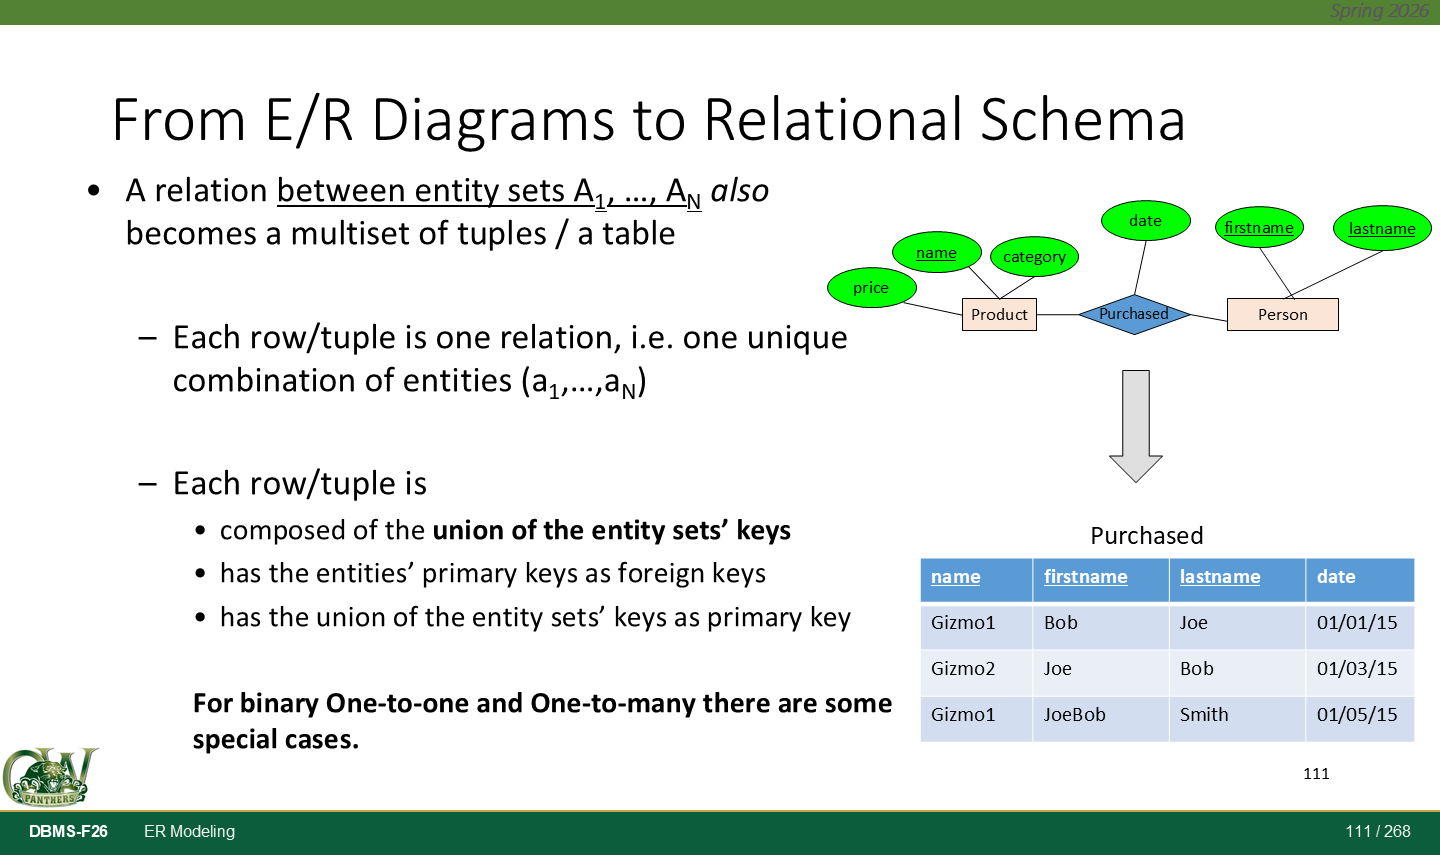 Spring 2026
From E/R Diagrams to Relational Schema
• A relation between entity sets A1, …, AN also
becomes a multiset of tuples / a table
– Each row/tuple is one relation, i.e. one unique
combination of entities (a1,…,aN)
– Each row/tuple is
• composed of the union of the entity sets’ keys
• has the entities’ primary keys as foreign keys
• has the union of the entity sets’ keys as primary key
For binary One-to-one and One-to-many there are some
special cases.
date
firstname
lastname
name
category
price
Product
Purchased
Person
Purchased
name firstname lastname date
Gizmo1 Bob Joe 01/01/15
Gizmo2 Joe Bob 01/03/15
Gizmo1 JoeBob Smith 01/05/15
111
OW
PANTHERS
DBMS-F26 ER Modeling 111 / 268